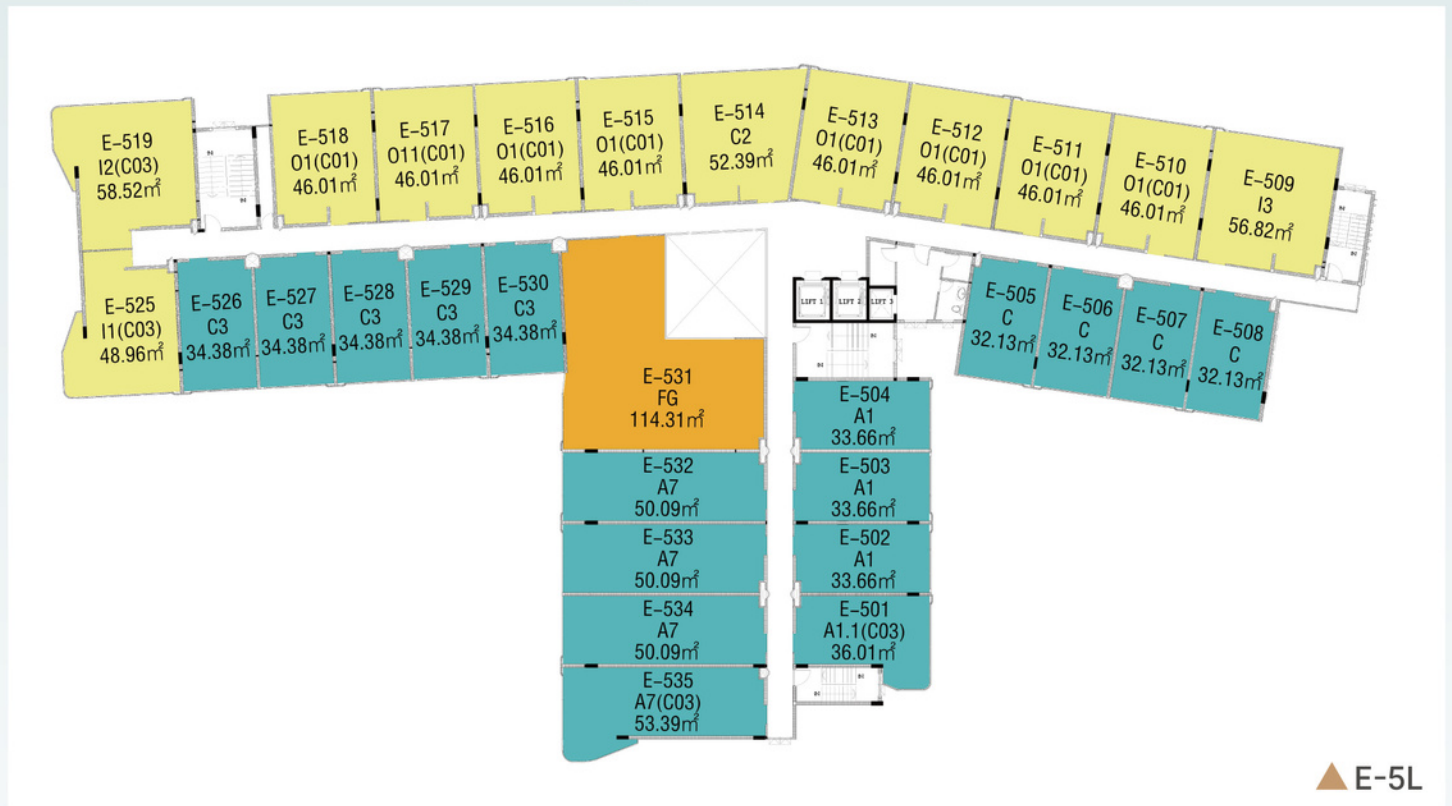 E-519
I2(C03)
58.52㎡
E-518
O1(C01)
46.01㎡
E-517
O11(C01)
46.01㎡
E-516
O1(C01)
46.01㎡
E-515
O1(C01)
46.01㎡
E-514
C2
52.39㎡
E-513
O1(C01)
46.01㎡
E-512
O1(C01)
46.01㎡
E-511
O1(C01)
46.01㎡
E-510
O1(C01)
46.01㎡
E-509
I3
56.82㎡
E-525
I1(C03)
48.96㎡
E-526
C3
34.38㎡
E-527
C3
34.38㎡
E-528
C3
34.38㎡
E-529
C3
34.38㎡
E-530
C3
34.38㎡
E-531
FG
114.31㎡
LIFT 1
LIFT 2
LIFT 3
E-505
C
32.13㎡
E-506
C
32.13㎡
E-507
C
32.13㎡
E-508
C
32.13㎡
E-504
A1
33.66㎡
E-532
A7
50.09㎡
E-503
A1
33.66㎡
E-533
A7
50.09㎡
E-502
A1
33.66㎡
E-534
A7
50.09㎡
E-501
A1.1(C03)
36.01㎡
E-535
A7(C03)
53.39㎡
E-5L